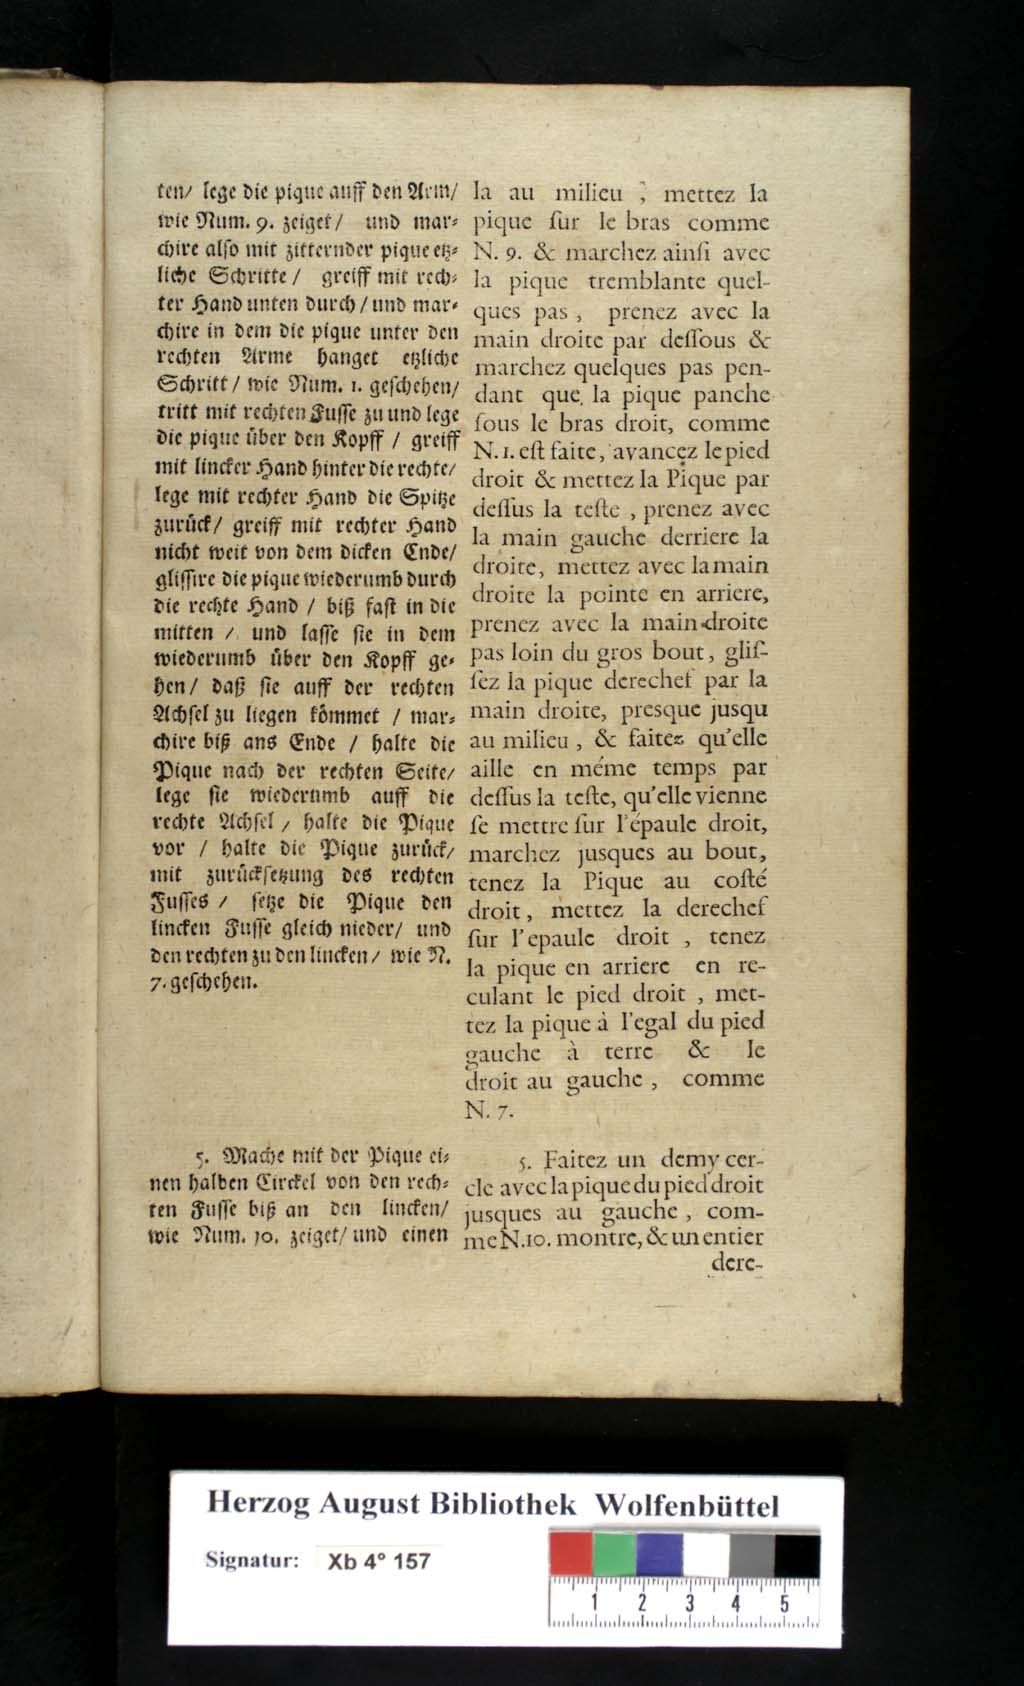 ten/ lege die pique auff den Arm/
wie Num. 9. zeiget/ und mar⸗
chire also mit zitternder pique etz⸗
liche Schritte / greiff mit rech⸗
ter Hand unten durch / und mar⸗
chire in dem die pique unter den
rechten Arme hanget etzliche
Schritt / wie Num. 1. geschehen/
tritt mit rechten Fusse zu und lege
die pique über den Kopff / greiff
mit lincker Hand hinter die rechte/
lege mit rechter Hand die Spitze
zurück/ greiff mit rechter Hand
nicht weit von dem dicken Ende/
glissire die pique wiederumb durch
die rechte Hand / biß fast in die
mitten / und lasse sie in dem
wiederumb über den Kopff ge⸗
hen/ daß sie auff der rechten
Achsel zu liegen kömmet / mar⸗
chire biß ans Ende / halte die
Pique nach der rechten Seite/
lege sie wiederumb auff die
rechte Achsel / halte die Pique
vor / halte die Pique zurück/
mit zurücksetzung des rechten
Fusses / setze die Pique den
lincken Fusse gleich nieder/ und
den rechten zu den lincken / wie N.
7. geschehen.
5. Mache mit der Pique ei⸗
nen halben Circkel von den rech⸗
ten Fusse biß an den lincken/
wie Num. 10. zeiget/ und einen
la au milieu , mettez la
pique ſur le bras comme
N. 9. & marchez ainſi avec
la pique tremblante quel-
ques pas , prenez avec la
main droite par deſſous &
marchez quelques pas pen-
dant que la pique panche
ſous le bras droit, comme
N. 1. eſt faite, avancez le pied
droit & mettez la Pique par
deſſus la teſte , prenez avec
la main gauche derriere la
droite, mettez avec la main
droite la pointe en arriere,
prenez avec la main droite
pas loin du gros bout, gliſ-
ſez la pique derechef par la
main droite, presque jusqu
au milieu , & faitez qu'elle
aille en méme temps par
deſſus la teſte, qu'elle vienne
ſe mettre ſur l'épaule droit,
marchez jusques au bout,
tenez la Pique au coſté
droit, mettez la derechef
ſur l'epaule droit , tenez
la pique en arriere en re-
culant le pied droit , met-
tez la pique à l'egal du pied
gauche à terre & le
droit au gauche , comme
N. 7.
5. Faitez un demy cer-
cle avec la pique du pied droit
jusques au gauche , com-
me N. 10. montre, & un entier
dere-
Herzog August Bibliothek Wolfenbüttel
Signatur: Xb 4° 157
1 2 3 4 5